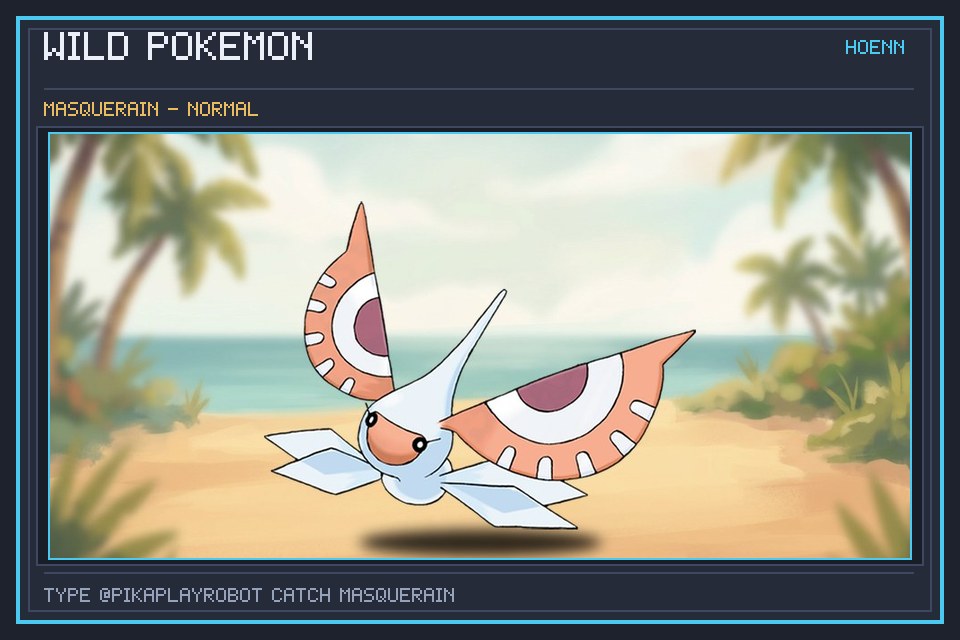 WILD POKEMON
HOENN
MASQUERAIN - NORMAL
TYPE @PIKAPLAYROBOT CATCH MASQUERAIN